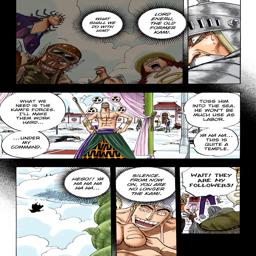 LORD
ENERU,
THE OLD
FORMER
KAMI.
WHAT
SHALL WE
DO WITH
HIM?
TOSS HIM
INTO THE
SEA. HE
WON'T BE
MUCH USE
AS LABOR.
YA HA HA...
THIS IS
QUITE A
TEMPLE.
WHAT WE
NEED IS THE
KAMI'S FORCES.
I'LL MAKE
THEM WORK
HARD...
...UNDER
MY
COMMAND.
WAIT! THEY
ARE MY
FOLLOWERS!
SILENCE.
FROM NOW
ON, YOU
ARE NO
LONGER
THE KAMI.
HESO!! YA
HA HA HA
HA HA...